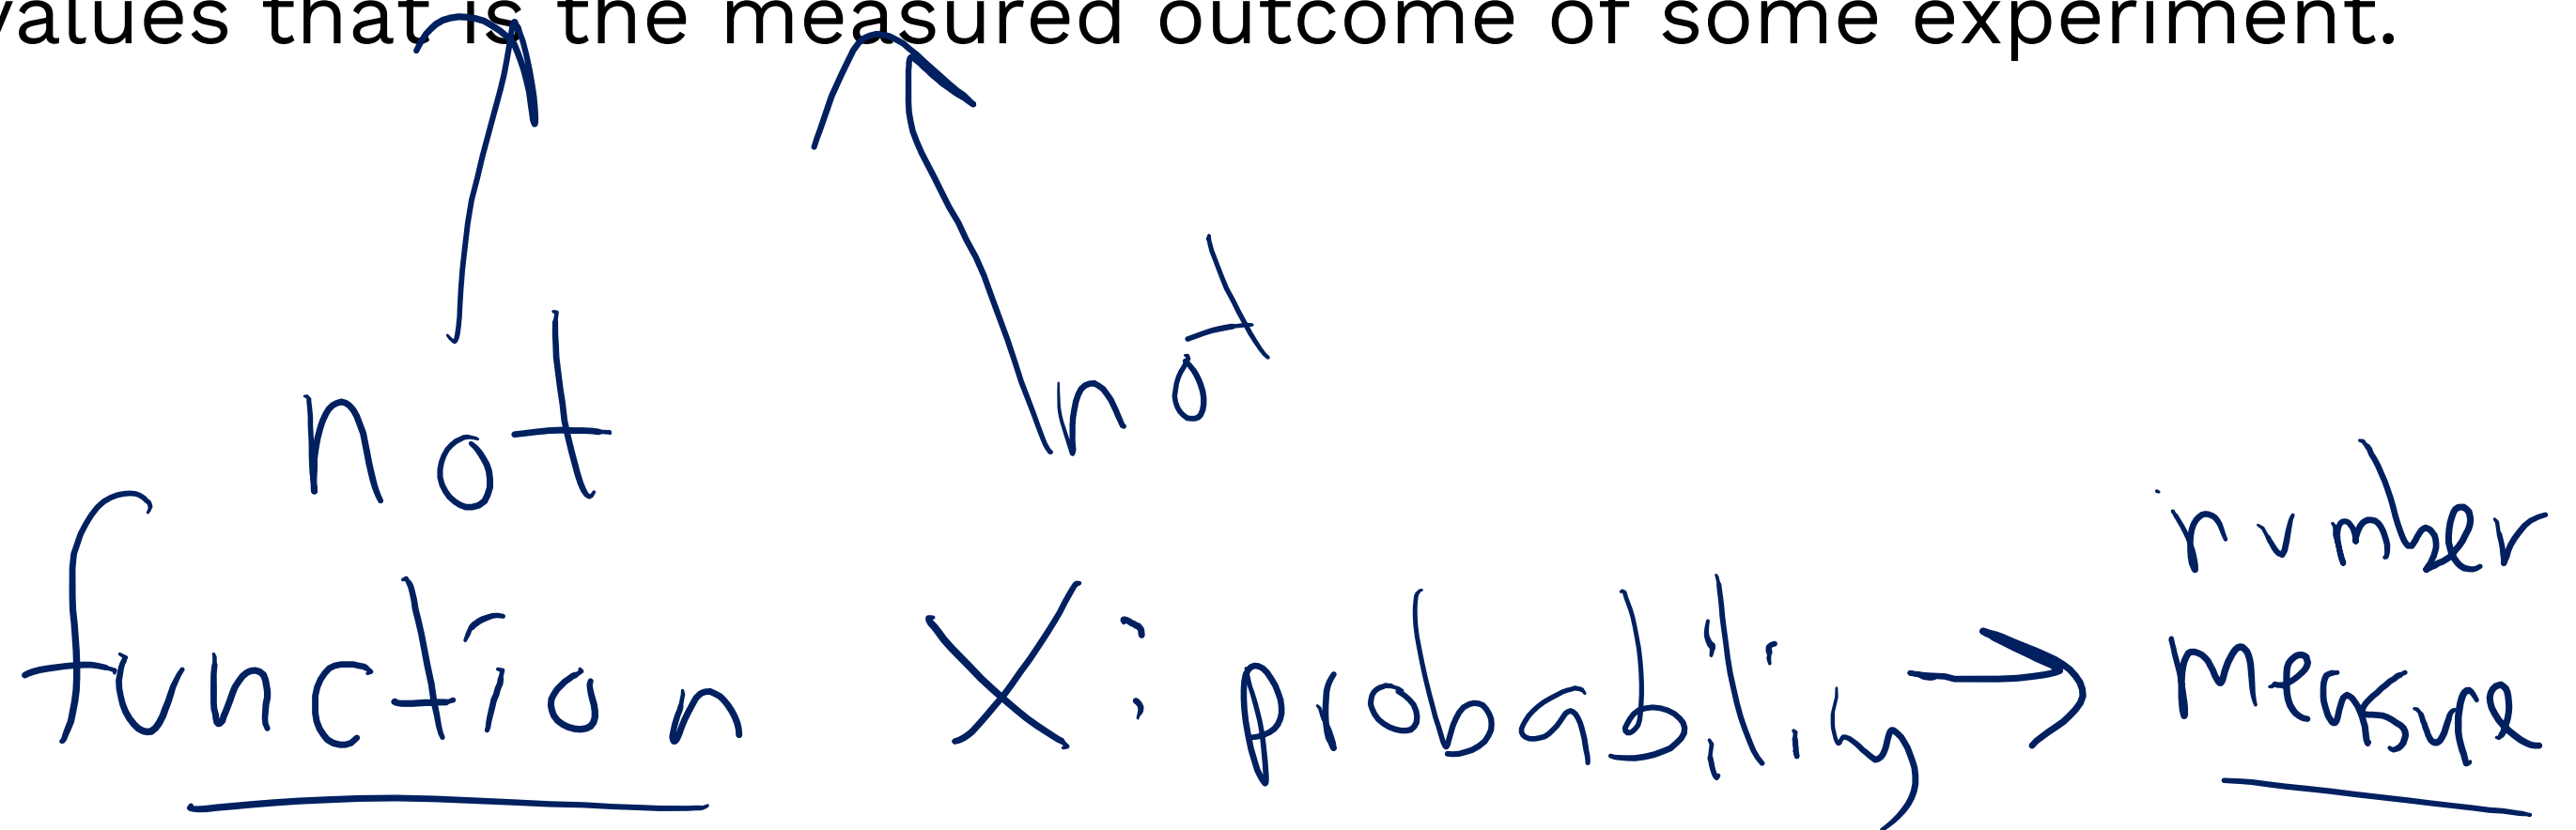 values that is the measured outcome of some experiment.
not
not
number
function X: probability → measure